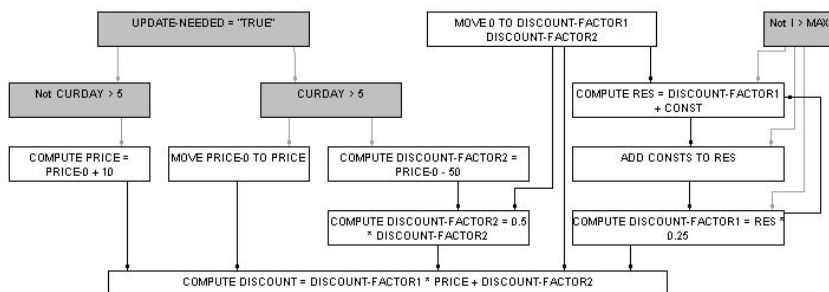 UPDATE-NEEDED = "TRUE"
MOVE 0 TO DISCOUNT-FACTOR1
DISCOUNT-FACTOR2
Not I > MAX
Not CURDAY > 5
CURDAY > 5
COMPUTE RES = DISCOUNT-FACTOR1
+ CONST
COMPUTE PRICE =
PRICE-0 + 10
MOVE PRICE-0 TO PRICE
COMPUTE DISCOUNT-FACTOR2 =
PRICE-0 - 50
ADD CONSTS TO RES
COMPUTE DISCOUNT-FACTOR2 = 0.5
* DISCOUNT-FACTOR2
COMPUTE DISCOUNT-FACTOR1 = RES *
0.25
COMPUTE DISCOUNT = DISCOUNT-FACTOR1 * PRICE + DISCOUNT-FACTOR2